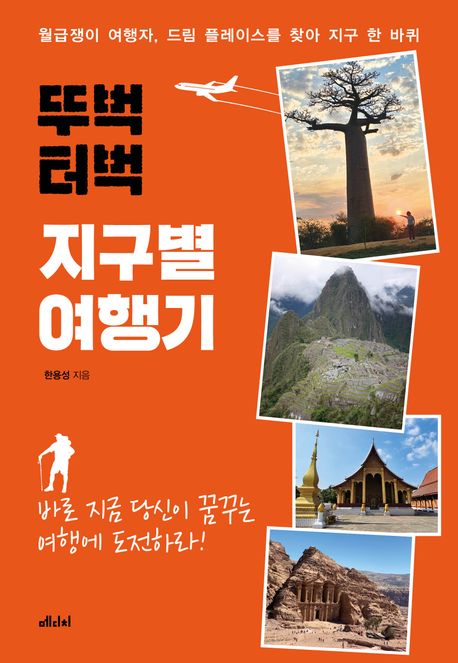 월급쟁이 여행자, 드림 플레이스를 찾아 지구 한 바퀴
뚜벅
터벅
지구별
여행기
한용성 지음
바로 지금 당신이 꿈꾸는
여행에 도전하라!
메디치